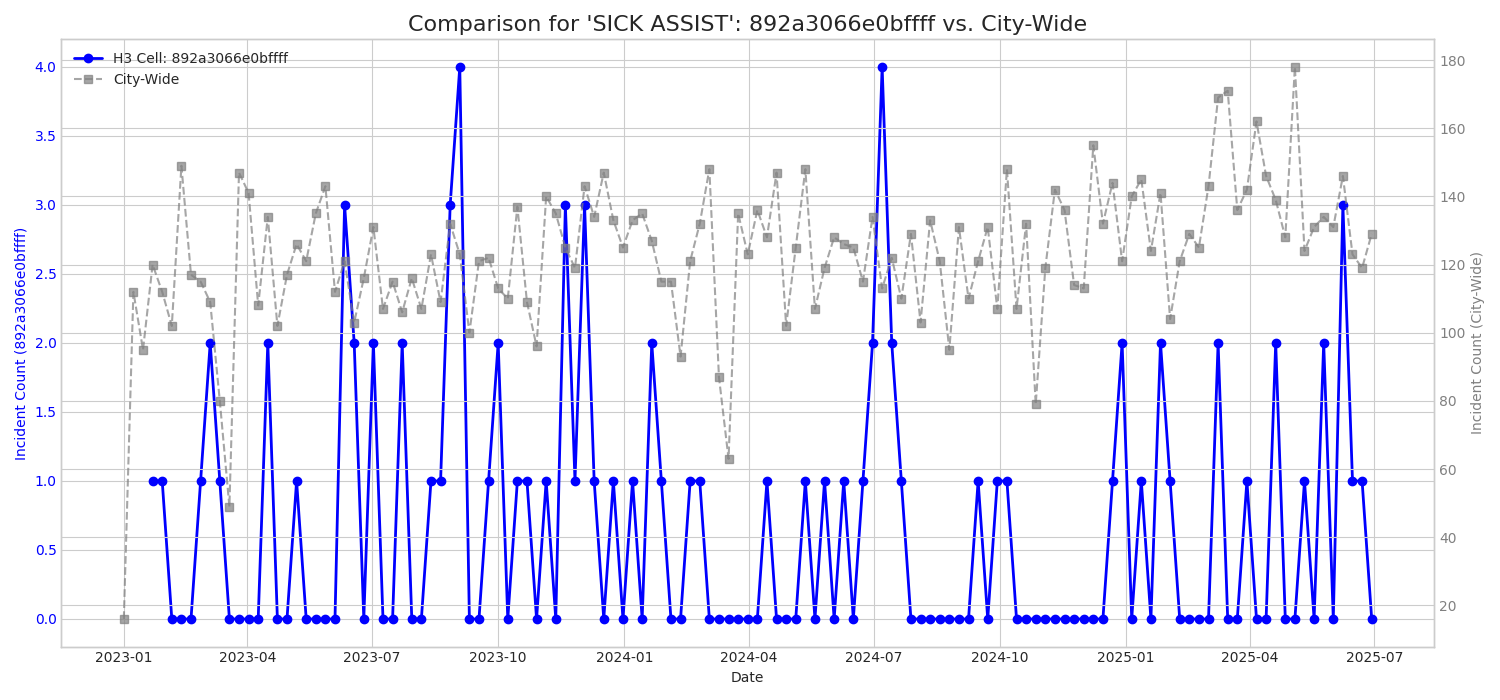 Comparison for 'SICK ASSIST': 892a3066e0bffff vs. City-Wide
H3 Cell: 892a3066e0bffff
City-Wide
Incident Count (892a3066e0bffff)
4.0
3.5
3.0
2.5
2.0
1.5
1.0
0.5
0.0
180
160
140
120
100
80
60
40
20
Incident Count (City-Wide)
2023-01 2023-04 2023-07 2023-10 2024-01 2024-04 2024-07 2024-10 2025-01 2025-04 2025-07
Date